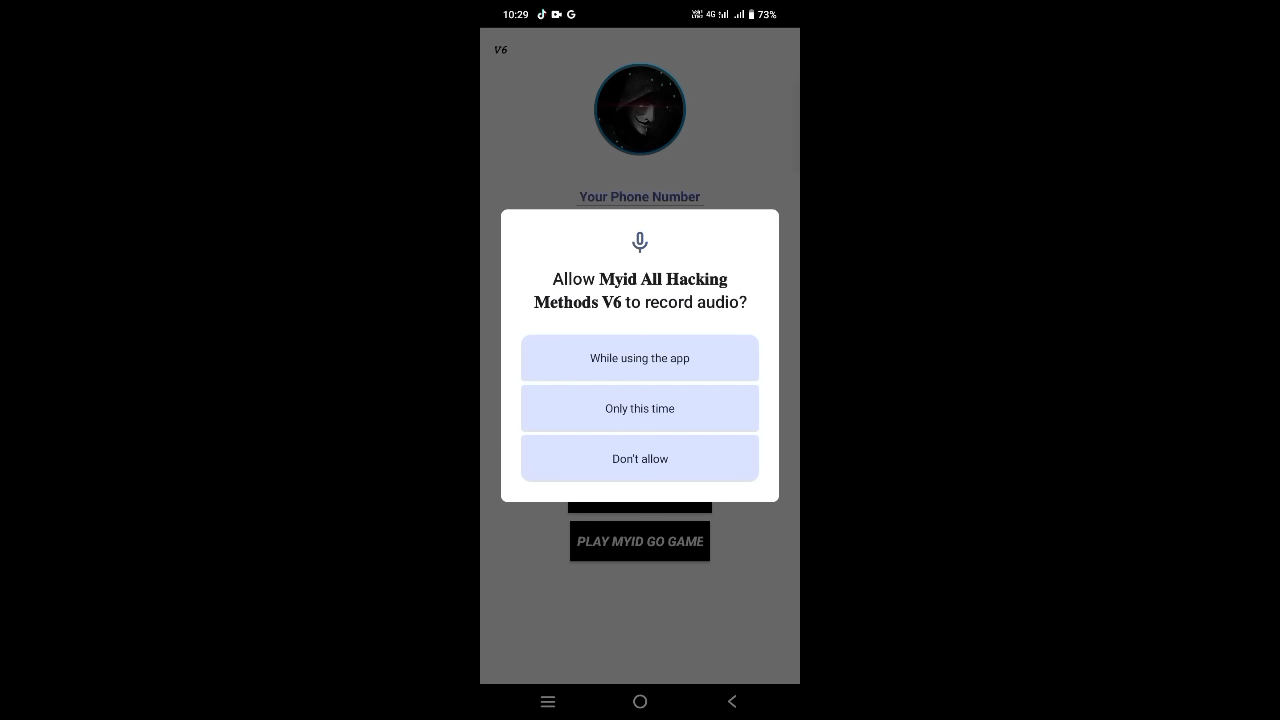 10:29
4G
73%
V6
Your Phone Number
Allow Myid All Hacking
Methods V6 to record audio?
While using the app
Only this time
Don't allow
PLAY MYID GO GAME